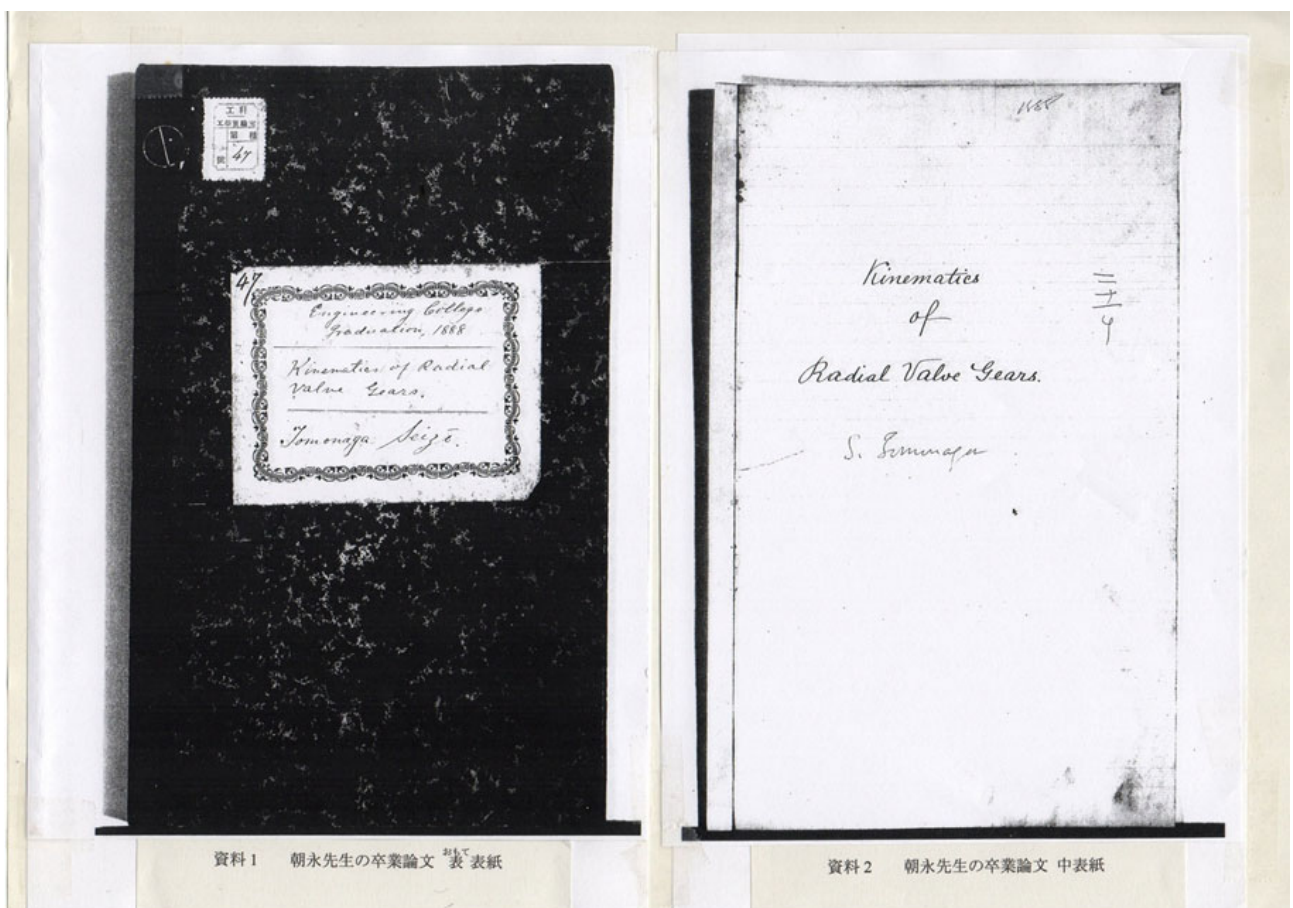 47
47
Engineering College
Graduation, 1888
Kinematics of Radial
Valve Gears.
Tomonaga Seizō.
資料1 朝永先生の卒業論文 表 表紙
おもて
1888
Kinematics
of
Radial Valve Gears.
S. Tomonaga
資料2 朝永先生の卒業論文 中表紙